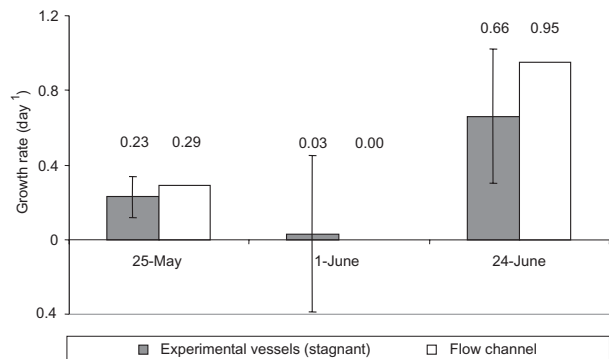 1.2
0.66 0.95
0.8
Growth rate (day 1)
0.4
0.23 0.29 0.03 0.00
0
25-May 1-June 24-June
0.4
Experimental vessels (stagnant) Flow channel